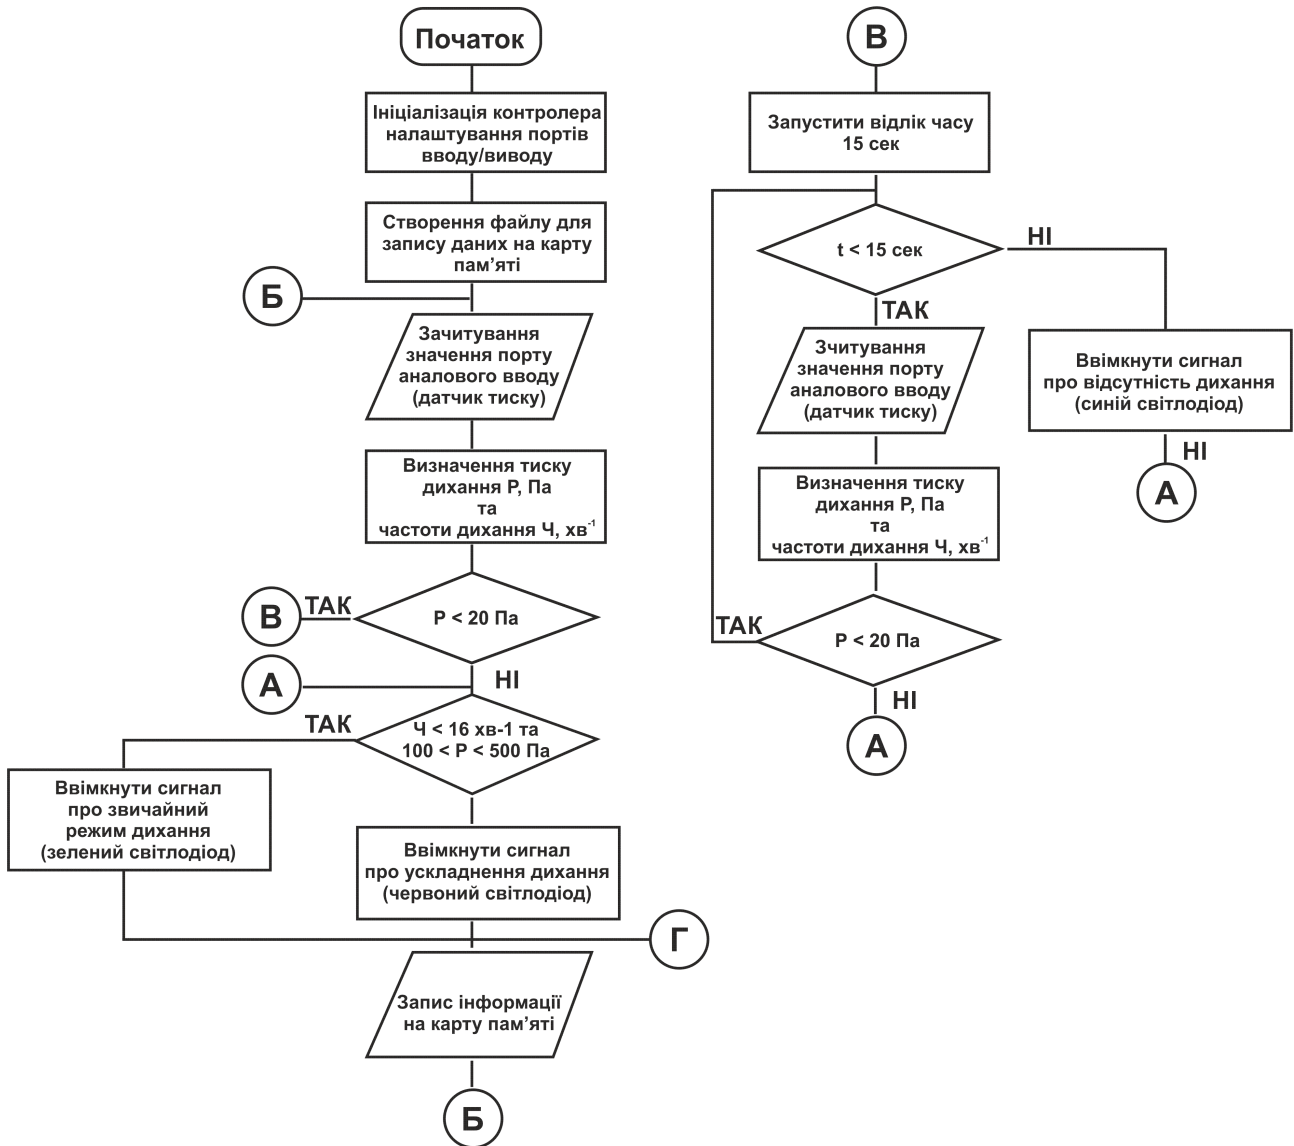 Початок
Ініціалізація контролера
налаштування портів
вводу/виводу
Створення файлу для
запису даних на карту
пам’яті
Б
Зачитування
значення порту
аналового вводу
(датчик тиску)
Визначення тиску
дихання Р, Па
та
частоти дихання Ч, хв⁻¹
В
ТАК
Р < 20 Па
А
НІ
ТАК
Ч < 16 хв-1 та
100 < Р < 500 Па
Ввімкнути сигнал
про звичайний
режим дихання
(зелений світлодіод)
Ввімкнути сигнал
про ускладнення дихання
(червоний світлодіод)
Г
Запис інформації
на карту пам’яті
Б
В
Запустити відлік часу
15 сек
t < 15 сек
НІ
ТАК
Зчитування
значення порту
аналового вводу
(датчик тиску)
Ввімкнути сигнал
про відсутність дихання
(синій світлодіод)
НІ
А
Визначення тиску
дихання Р, Па
та
частоти дихання Ч, хв⁻¹
ТАК
Р < 20 Па
НІ
А